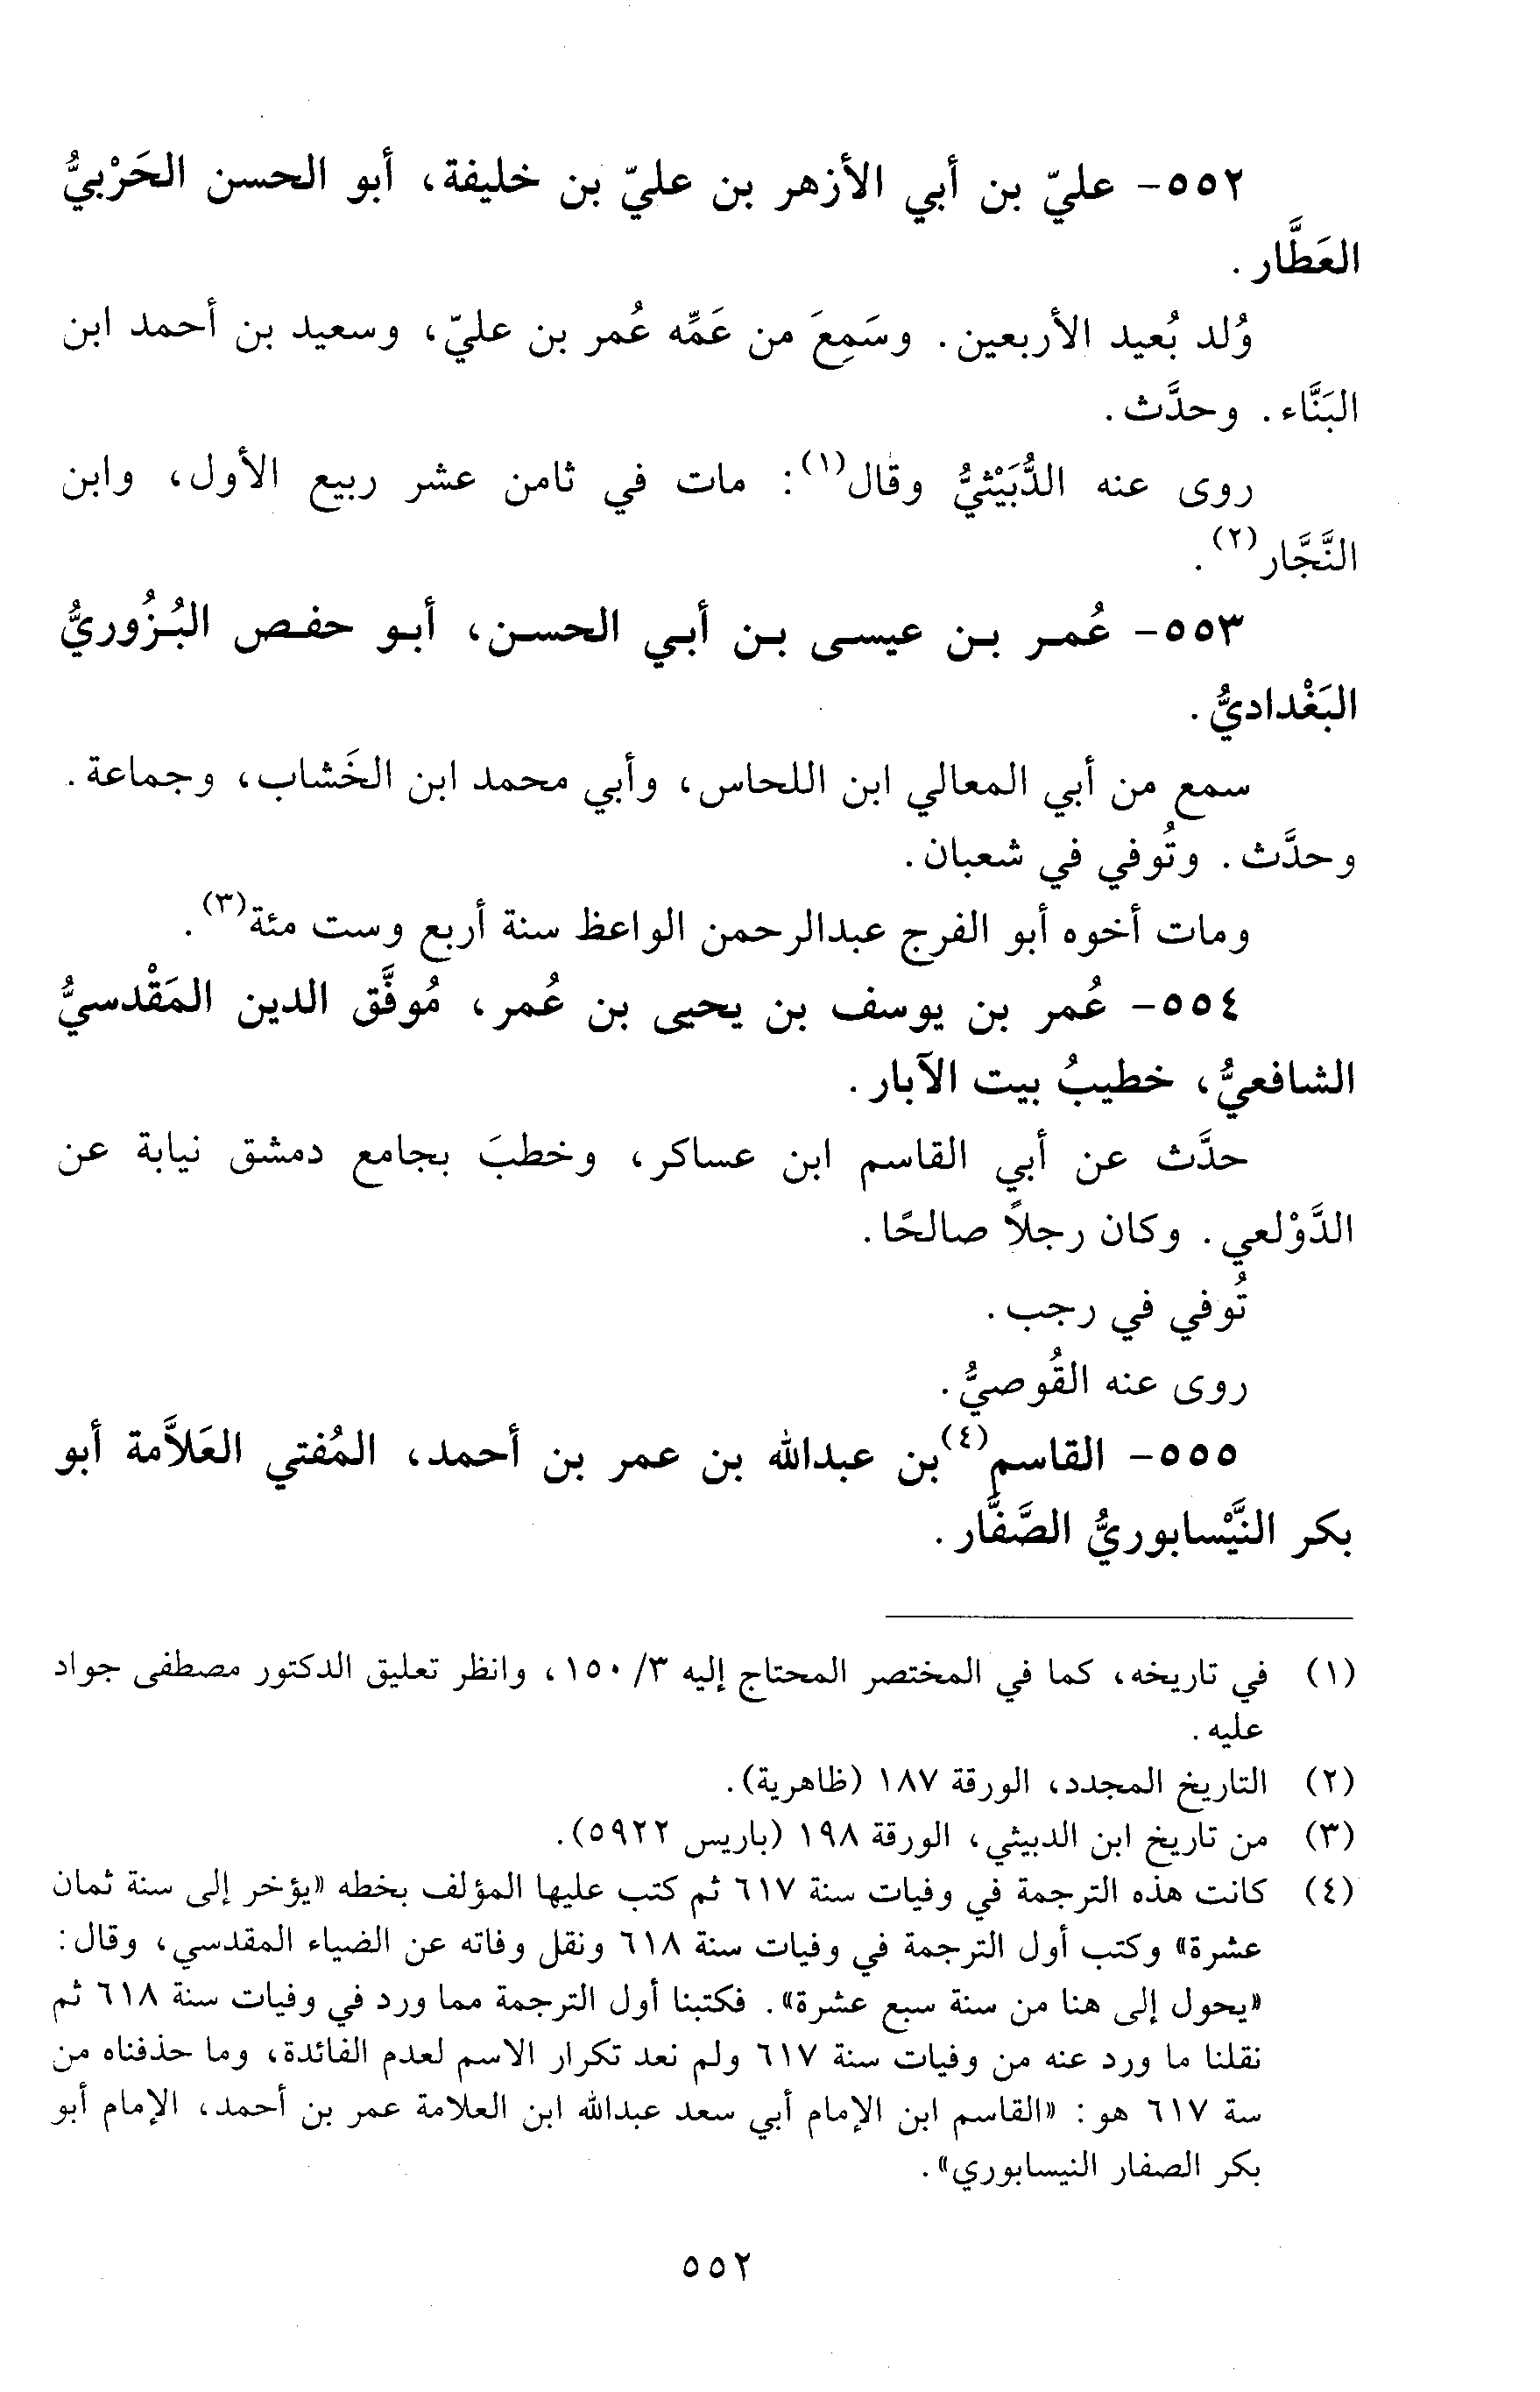 ٥٥٢- عليّ بن أبي الأزهر بن عليّ بن خليفة، أبو الحسن الحَرْبيُّ
العَطَّار.
وُلد بُعيد الأربعين. وسَمِعَ من عَمِّه عُمر بن عليّ، وسعيد بن أحمد ابن
البَنَّاء. وحدَّث.
روى عنه الدُّبَيْثيُّ وقال(١): مات في ثامن عشر ربيع الأول، وابن
النَّجَّار(٢).
٥٥٣- عُمر بن عيسى بن أبي الحسن، أبو حفص البُزُوريُّ
البَغْداديُّ.
سمع من أبي المعالي ابن اللحاس، وأبي محمد ابن الخَشاب، وجماعة.
وحدَّث. وتُوفي في شعبان.
ومات أخوه أبو الفرج عبدالرحمن الواعظ سنة أربع وست مئة(٣).
٥٥٤- عُمر بن يوسف بن يحيى بن عُمر، مُوفَّق الدين المَقْدسيُّ
الشافعيُّ، خطيبُ بيت الآبار.
حدَّث عن أبي القاسم ابن عساكر، وخطبَ بجامع دمشق نيابة عن
الدَّوْلعي. وكان رجلاً صالحًا.
تُوفي في رجب.
روى عنه القُوصيُّ.
٥٥٥- القاسم(٤) بن عبدالله بن عمر بن أحمد، المُفتي العَلاَّمة أبو
بكر النَّيْسابوريُّ الصَّفَّار.
(١) في تاريخه، كما في المختصر المحتاج إليه ٣/ ١٥٠، وانظر تعليق الدكتور مصطفى جواد
عليه.
(٢) التاريخ المجدد، الورقة ١٨٧ (ظاهرية).
(٣) من تاريخ ابن الدبيثي، الورقة ١٩٨ (باريس ٥٩٢٢).
(٤) كانت هذه الترجمة في وفيات سنة ٦١٧ ثم كتب عليها المؤلف بخطه «يؤخر إلى سنة ثمان
عشرة» وكتب أول الترجمة في وفيات سنة ٦١٨ ونقل وفاته عن الضياء المقدسي، وقال:
«يحول إلى هنا من سنة سبع عشرة». فكتبنا أول الترجمة مما ورد في وفيات سنة ٦١٨ ثم
نقلنا ما ورد عنه من وفيات سنة ٦١٧ ولم نعد تكرار الاسم لعدم الفائدة، وما حذفناه من
سة ٦١٧ هو: «القاسم ابن الإمام أبي سعد عبدالله ابن العلامة عمر بن أحمد، الإمام أبو
بكر الصفار النيسابوري».
٥٥٢